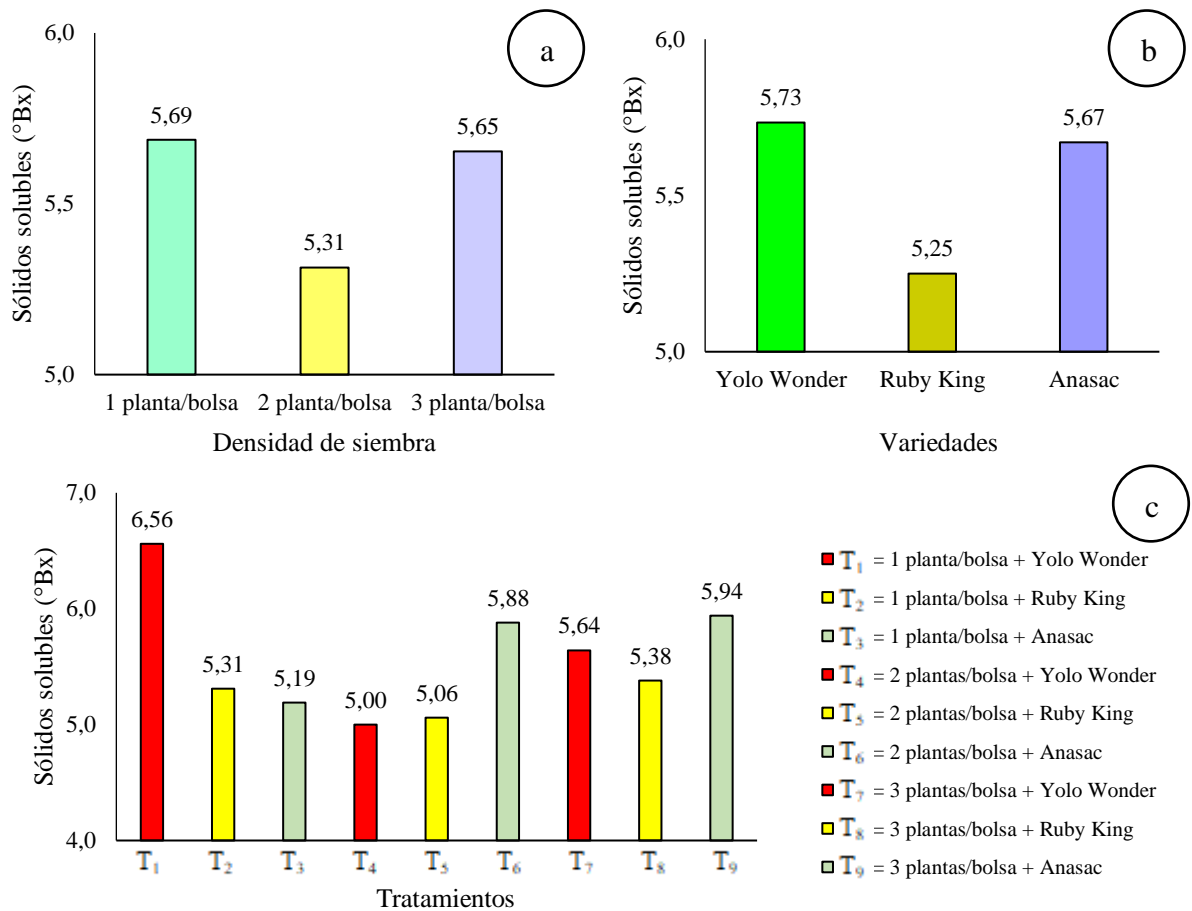 a
6,0
5,5
5,0
Sólidos solubles (°Bx)
5,69
5,31
5,65
1 planta/bolsa 2 planta/bolsa 3 planta/bolsa
Densidad de siembra
b
6,0
5,5
5,0
Sólidos solubles (°Bx)
5,73
5,25
5,67
Yolo Wonder Ruby King Anasac
Variedades
c
7,0
6,0
5,0
4,0
Sólidos solubles (°Bx)
6,56
5,31
5,19
5,00
5,06
5,88
5,64
5,38
5,94
T₁ T₂ T₃ T₄ T₅ T₆ T₇ T₈ T₉
Tratamientos
T₁ = 1 planta/bolsa + Yolo Wonder
T₂ = 1 planta/bolsa + Ruby King
T₃ = 1 planta/bolsa + Anasac
T₄ = 2 plantas/bolsa + Yolo Wonder
T₅ = 2 plantas/bolsa + Ruby King
T₆ = 2 plantas/bolsa + Anasac
T₇ = 3 plantas/bolsa + Yolo Wonder
T₈ = 3 plantas/bolsa + Ruby King
T₉ = 3 plantas/bolsa + Anasac